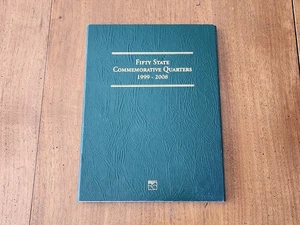 Fifty State
Commemorative Quarters
1999 - 2008